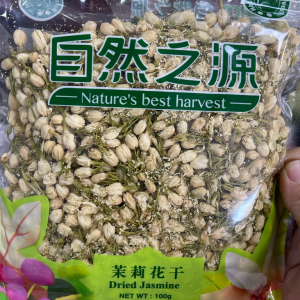 自然之源
Nature's best harvest
茉莉花干
Dried Jasmine
NET WT : 100g